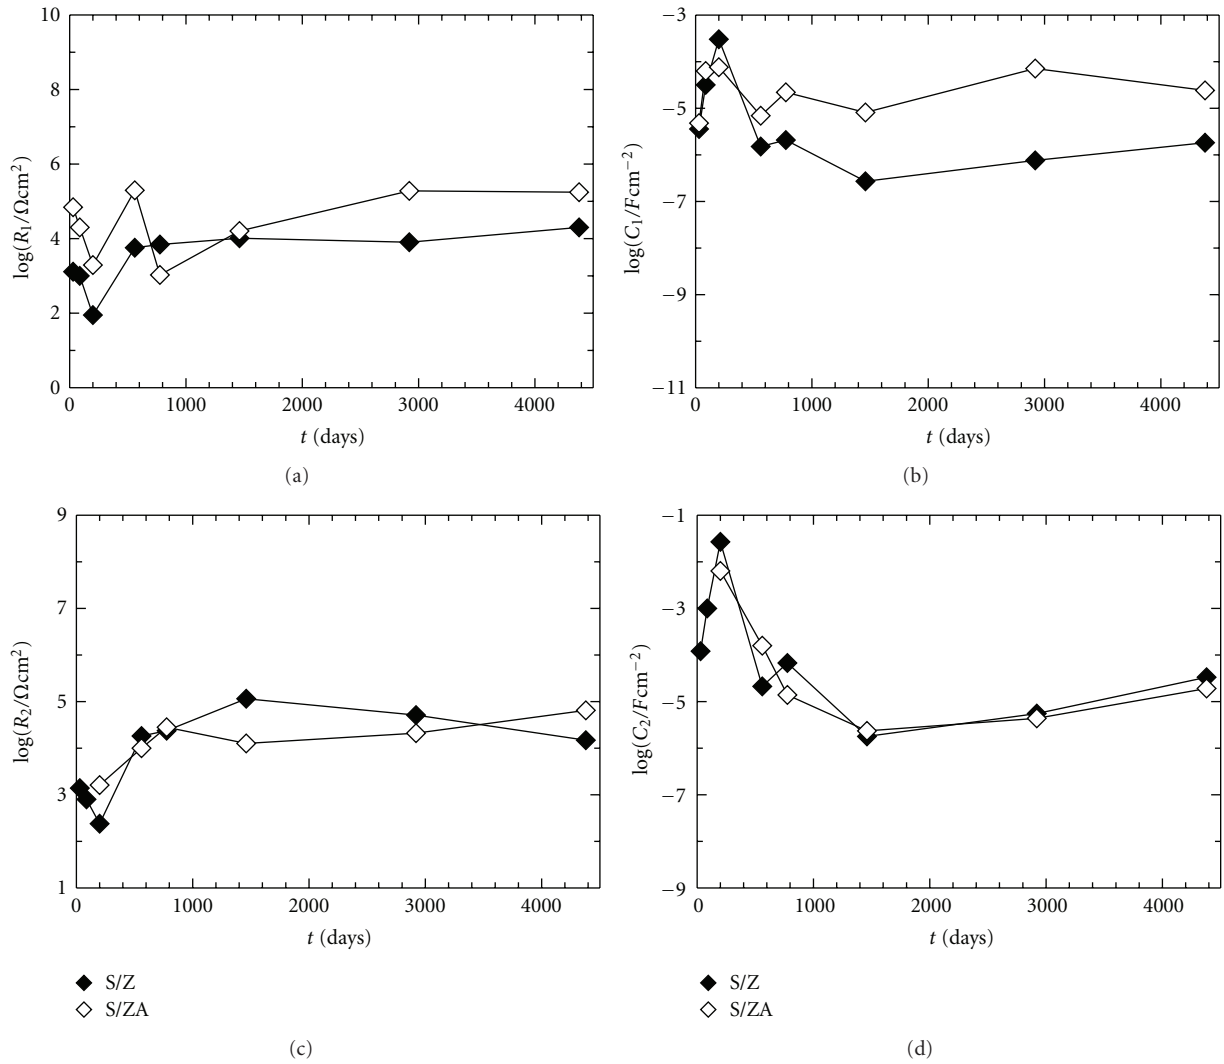 10
8
6
4
2
0
log(R₁/Ωcm²)
0 1000 2000 3000 4000
t (days)
(a)
−3
−5
−7
−9
−11
log(C₁/Fcm⁻²)
0 1000 2000 3000 4000
t (days)
(b)
9
7
5
3
1
log(R₂/Ωcm²)
0 1000 2000 3000 4000
t (days)
S/Z
S/ZA
(c)
−1
−3
−5
−7
−9
log(C₂/Fcm⁻²)
0 1000 2000 3000 4000
t (days)
S/Z
S/ZA
(d)